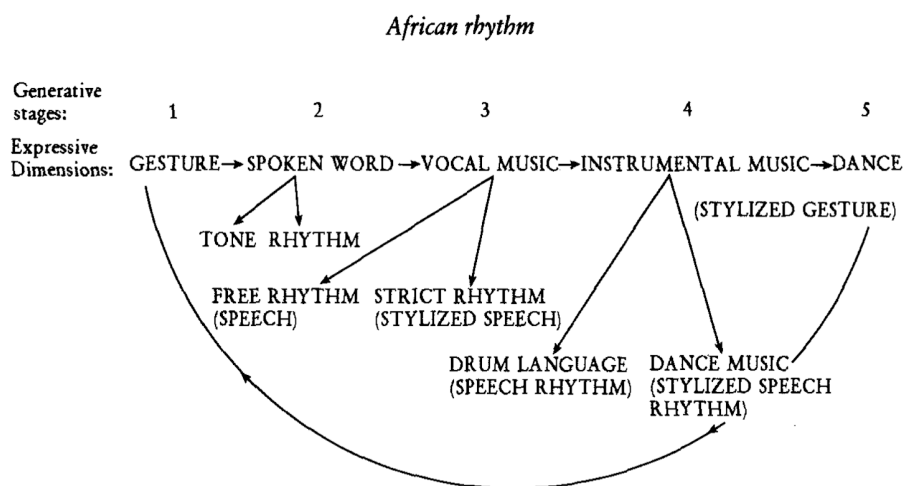 African rhythm
Generative
stages: 1 2 3 4 5
Expressive
Dimensions: GESTURE→SPOKEN WORD→VOCAL MUSIC→INSTRUMENTAL MUSIC→DANCE
(STYLIZED GESTURE)
TONE RHYTHM
FREE RHYTHM
(SPEECH)
STRICT RHYTHM
(STYLIZED SPEECH)
DRUM LANGUAGE
(SPEECH RHYTHM)
DANCE MUSIC
(STYLIZED SPEECH
RHYTHM)